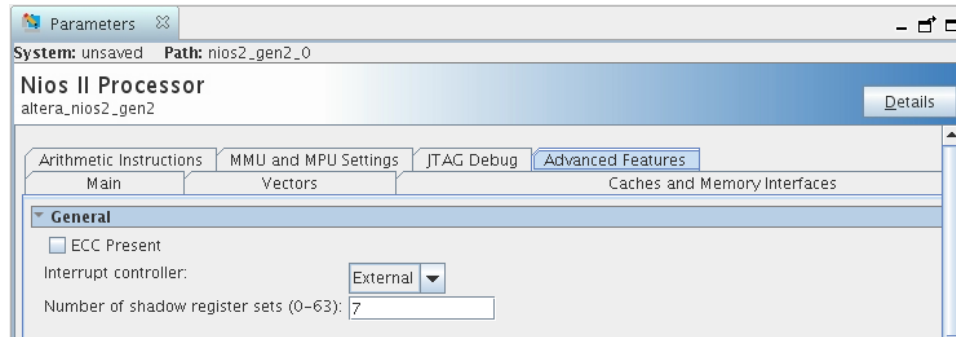 Parameters
System: unsaved Path: nios2_gen2_0
Nios II Processor
altera_nios2_gen2
Details
Arithmetic Instructions MMU and MPU Settings JTAG Debug Advanced Features
Main Vectors Caches and Memory Interfaces
General
ECC Present
Interrupt controller: External
Number of shadow register sets (0-63): 7